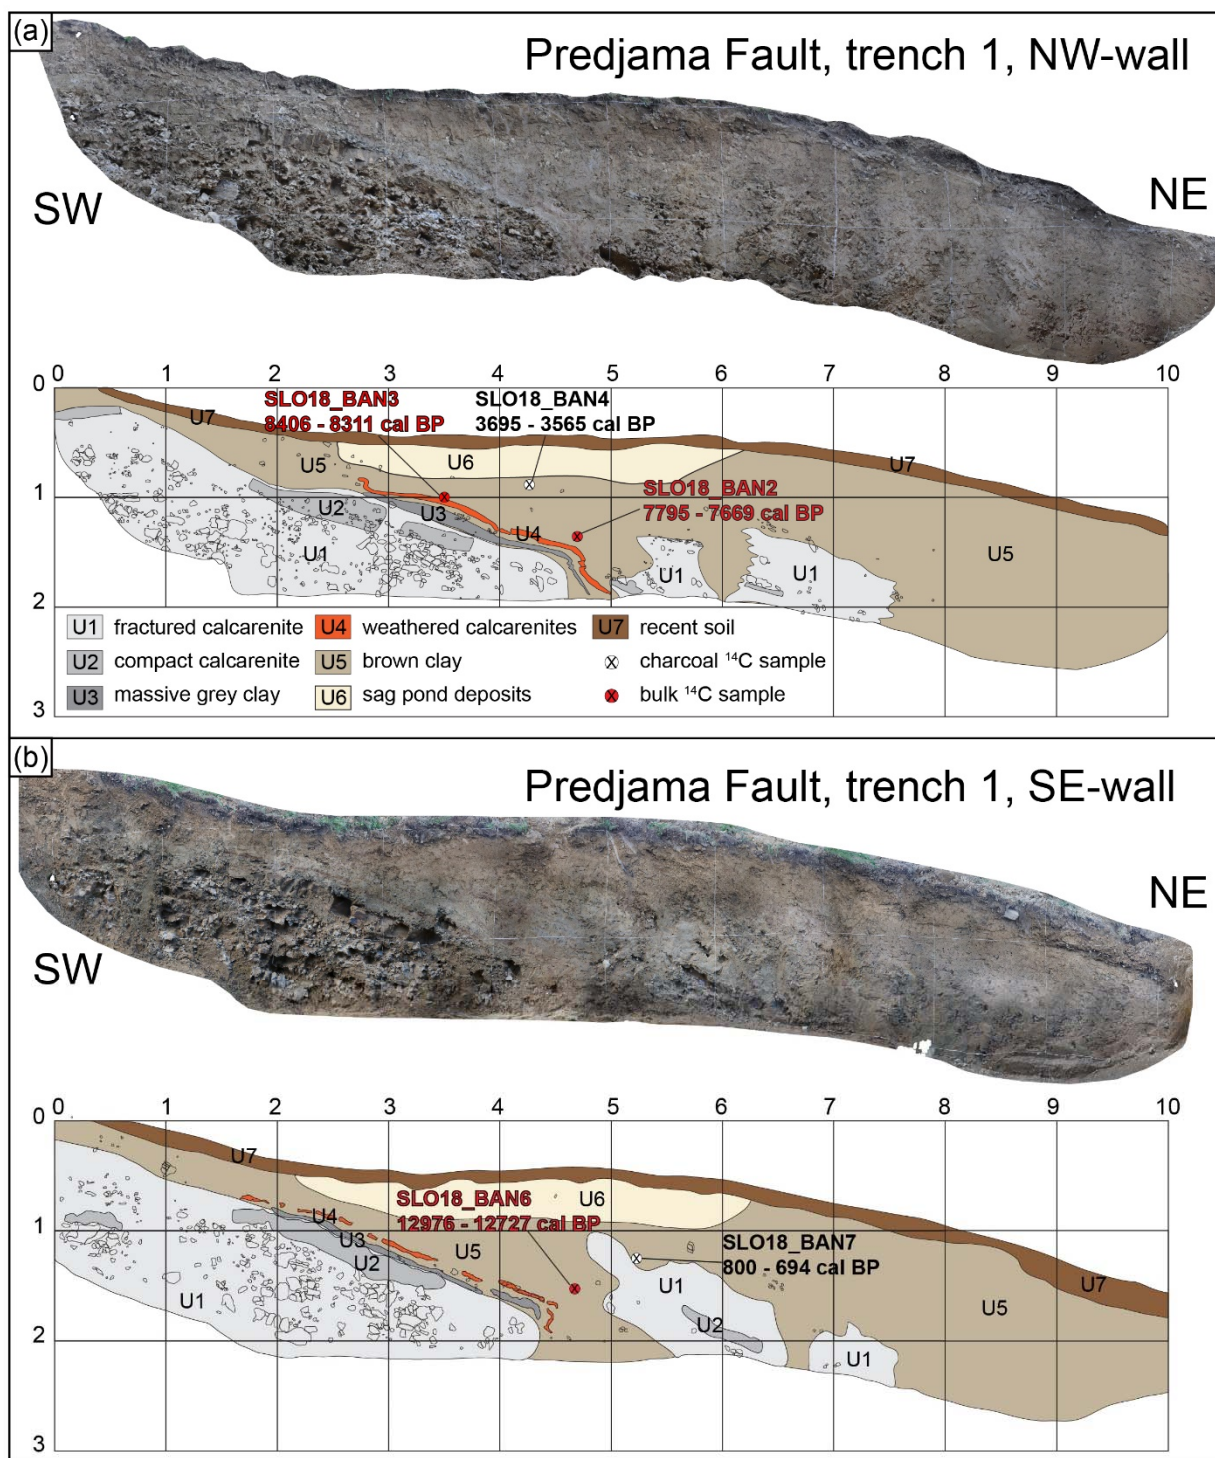 (a)
Predjama Fault, trench 1, NW-wall
SW
NE
0 1 2 3 4 5 6 7 8 9 10
0
SLO18_BAN3
8406 - 8311 cal BP
SLO18_BAN4
3695 - 3565 cal BP
U7
U5
U6
U7
1
SLO18_BAN2
7795 - 7669 cal BP
U2
U3
U4
U1
U1
U1
U5
2
U1 fractured calcarenite
U4 weathered calcarenites
U7 recent soil
U2 compact calcarenite
U5 brown clay
charcoal ¹⁴C sample
U3 massive grey clay
U6 sag pond deposits
bulk ¹⁴C sample
3
(b)
Predjama Fault, trench 1, SE-wall
SW
NE
0 1 2 3 4 5 6 7 8 9 10
0
U7
SLO18_BAN6
12976 - 12727 cal BP
U6
1
U4
U3
U2
U5
SLO18_BAN7
800 - 694 cal BP
U1
U1
U2
U1
U5
U7
2
3